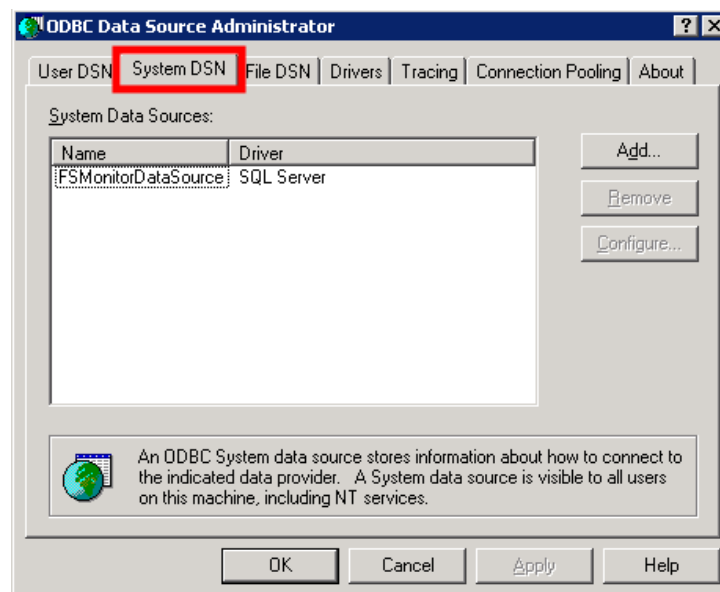 ODBC Data Source Administrator
User DSN System DSN File DSN Drivers Tracing Connection Pooling About
System Data Sources:
Name Driver
FSMonitorDataSource SQL Server
Add...
Remove
Configure...
An ODBC System data source stores information about how to connect to
the indicated data provider. A System data source is visible to all users
on this machine, including NT services.
OK Cancel Apply Help